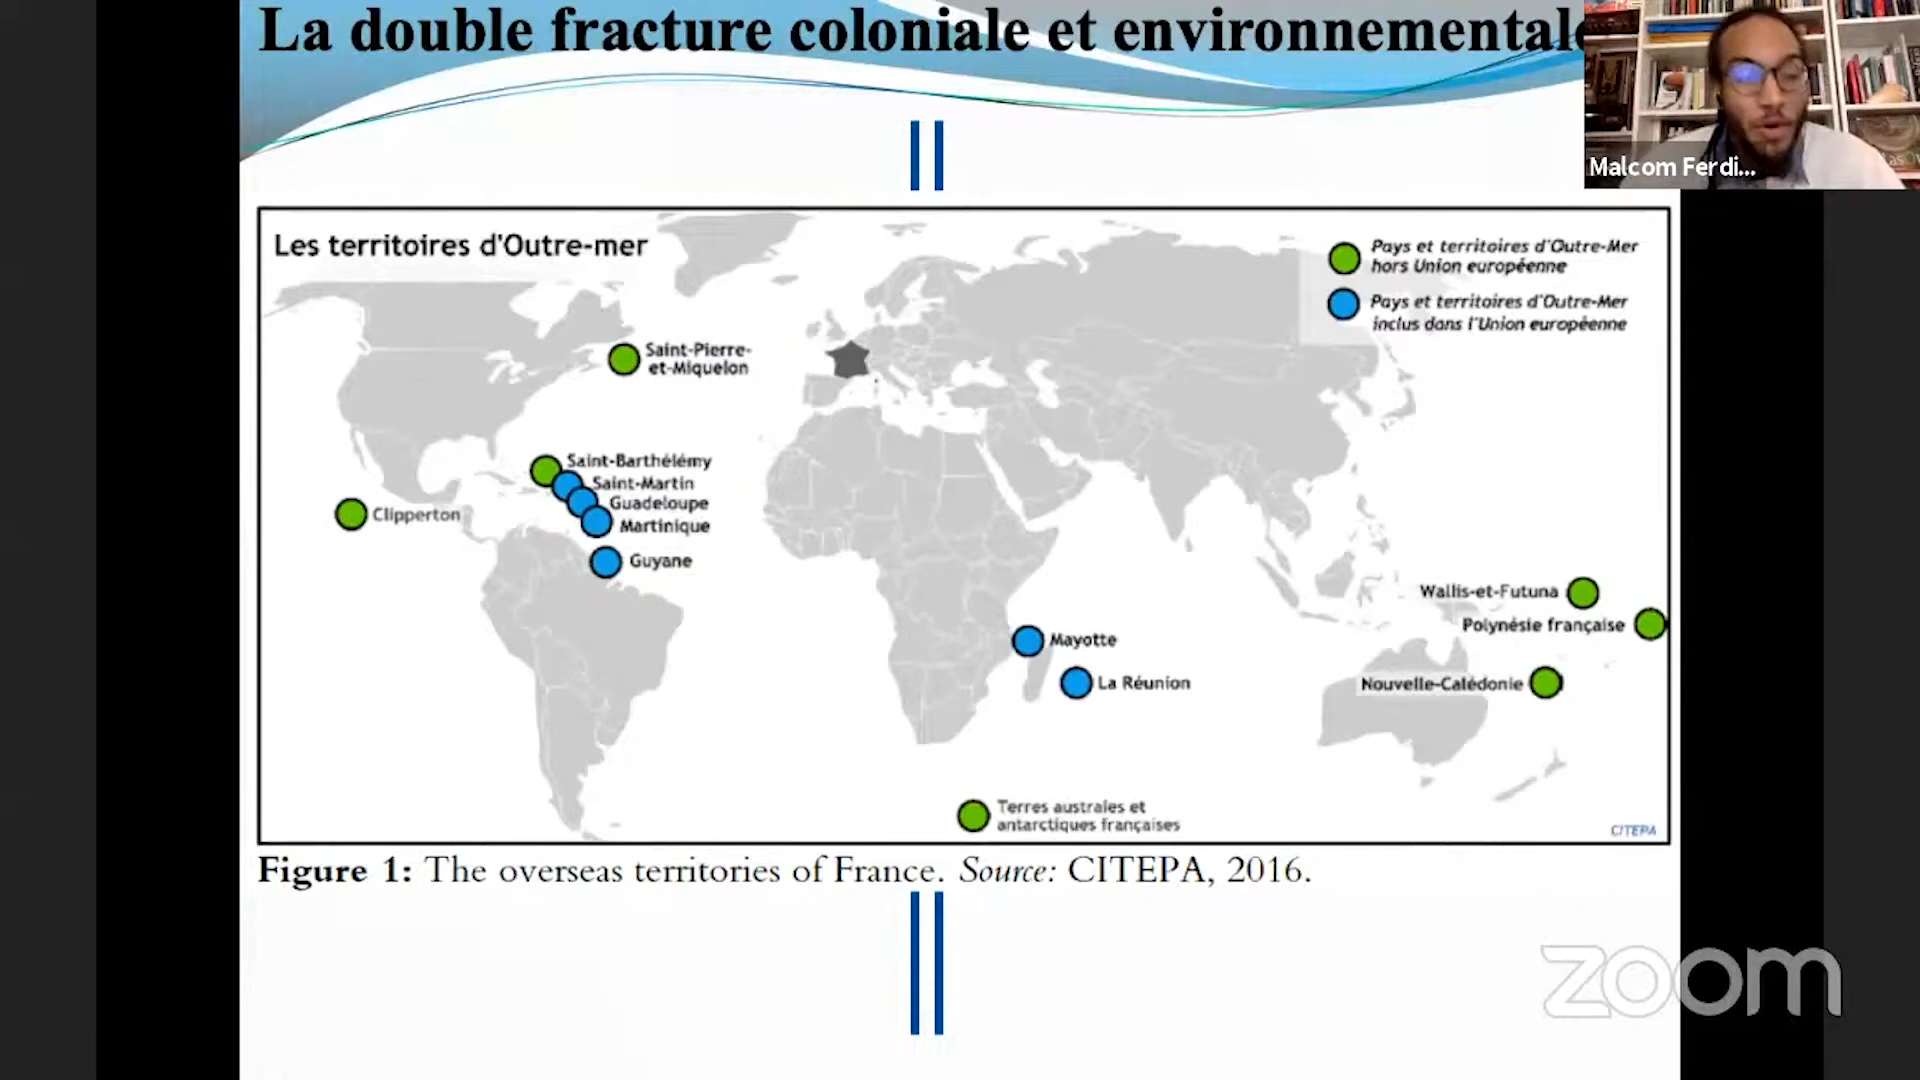 La double fracture coloniale et environnementale
Malcom Ferdi...
Les territoires d'Outre-mer
Pays et territoires d'Outre-Mer
hors Union européenne
Pays et territoires d'Outre-Mer
inclus dans l'Union européenne
Saint-Pierre-
et-Miquelon
Saint-Barthélémy
Saint-Martin
Guadeloupe
Martinique
Clipperton
Guyane
Wallis-et-Futuna
Polynésie française
Mayotte
La Réunion
Nouvelle-Calédonie
Terres australes et
antarctiques françaises
CITEPA
Figure 1: The overseas territories of France. Source: CITEPA, 2016.
zoom